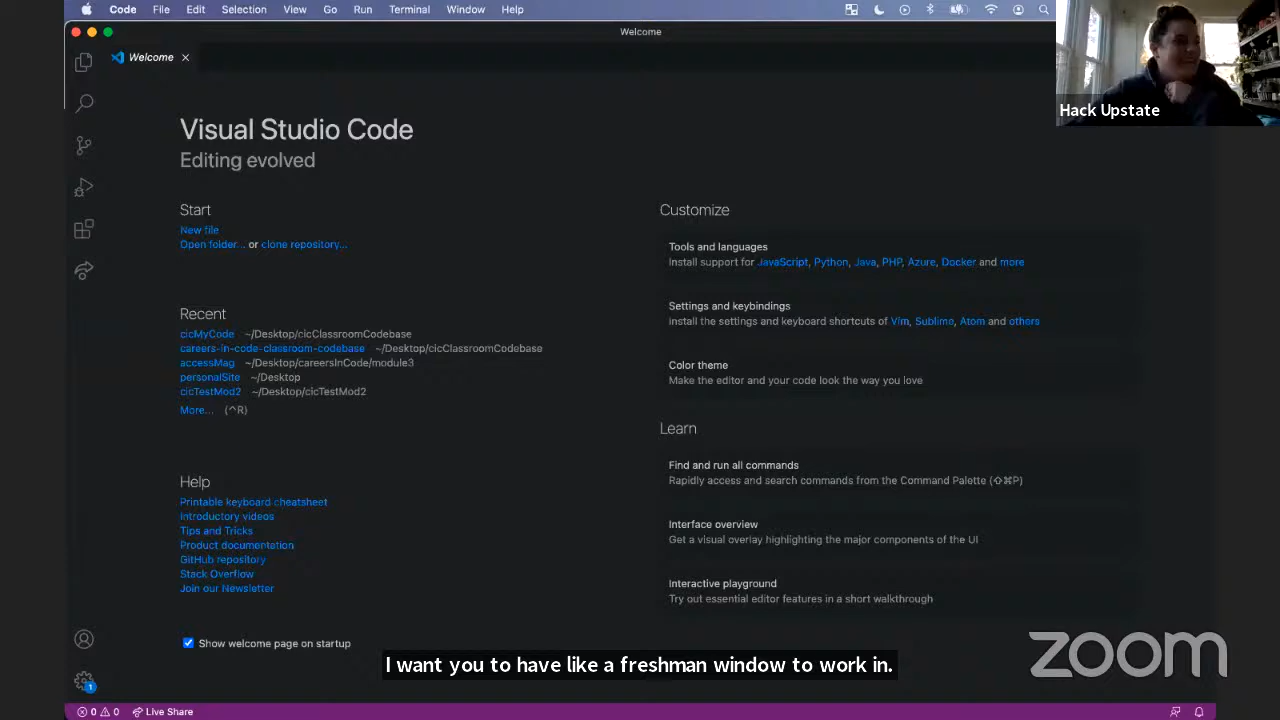 Code File Edit Selection View Go Run Terminal Window Help
Welcome
Welcome
Hack Upstate
Visual Studio Code
Editing evolved
Start
New file
Open folder... or clone repository...
Recent
cicMyCode ~/Desktop/cicClassroomCodebase
careers-in-code-classroom-codebase ~/Desktop/cicClassroomCodebase
accessMag ~/Desktop/careersInCode/module3
personalSite ~/Desktop
cicTestMod2 ~/Desktop/cicTestMod2
More... (^R)
Help
Printable keyboard cheatsheet
Introductory videos
Tips and Tricks
Product documentation
GitHub repository
Stack Overflow
Join our Newsletter
Show welcome page on startup
Customize
Tools and languages
Install support for JavaScript, Python, Java, PHP, Azure, Docker and more
Settings and keybindings
Install the settings and keyboard shortcuts of Vim, Sublime, Atom and others
Color theme
Make the editor and your code look the way you love
Learn
Find and run all commands
Rapidly access and search commands from the Command Palette (⇧⌘P)
Interface overview
Get a visual overlay highlighting the major components of the UI
Interactive playground
Try out essential editor features in a short walkthrough
I want you to have like a freshman window to work in.
zoom
1
0 0 Live Share